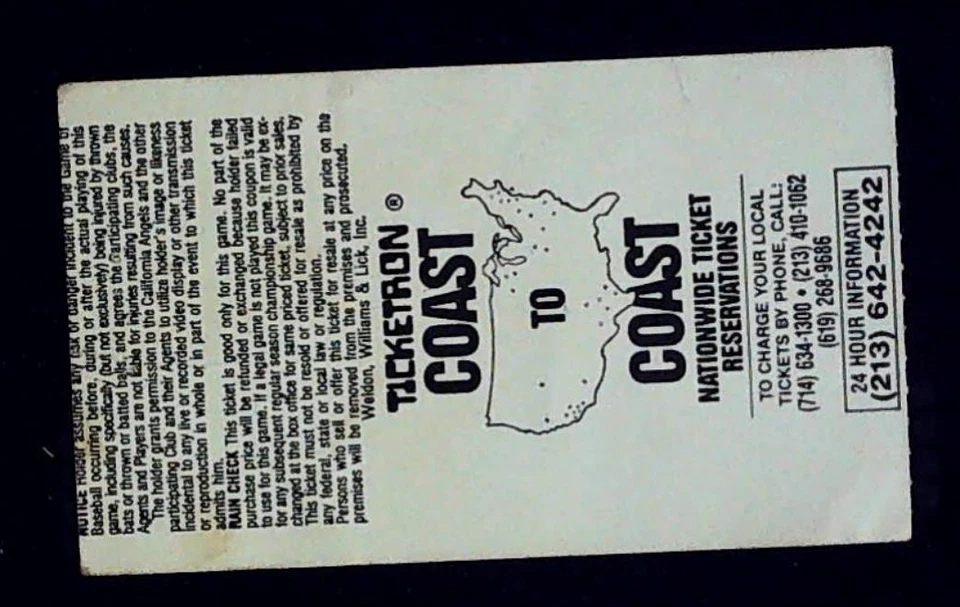 NOTICE Holder assumes any risk or danger incident to the Game of
Baseball occurring before, during or after the actual playing of this
game, including specifically (but not exclusively) being injured by thrown
bats or thrown or batted balls, and agrees the participating clubs, the
Agents and Players are not liable for injuries resulting from such causes.
The holder grants permission to the California Angels and the other
participating Club and their Agents to utilize holder's image or likeness
incidental to any live or recorded video display or other transmission
or reproduction in whole or in part of the event to which this ticket
admits him.
RAIN CHECK This ticket is good only for this game. No part of the
purchase price will be refunded or exchanged because holder failed
to use for this game. If a legal game is not played this coupon is valid
for any subsequent regular season championship game. It may be ex-
changed at the box office for same priced ticket, subject to prior sales.
This ticket must not be resold or offered for resale as prohibited by
any federal, state or local law or regulation.
Persons who sell or offer this ticket for resale at any price on the
premises will be removed from the premises and prosecuted.
Weldon, Williams & Lick, Inc.
TICKETRON ®
COAST
TO
COAST
NATIONWIDE TICKET
RESERVATIONS
TO CHARGE YOUR LOCAL
TICKETS BY PHONE, CALL:
(714) 634-1300 • (213) 410-1062
(619) 268-9686
24 HOUR INFORMATION
(213) 642-4242